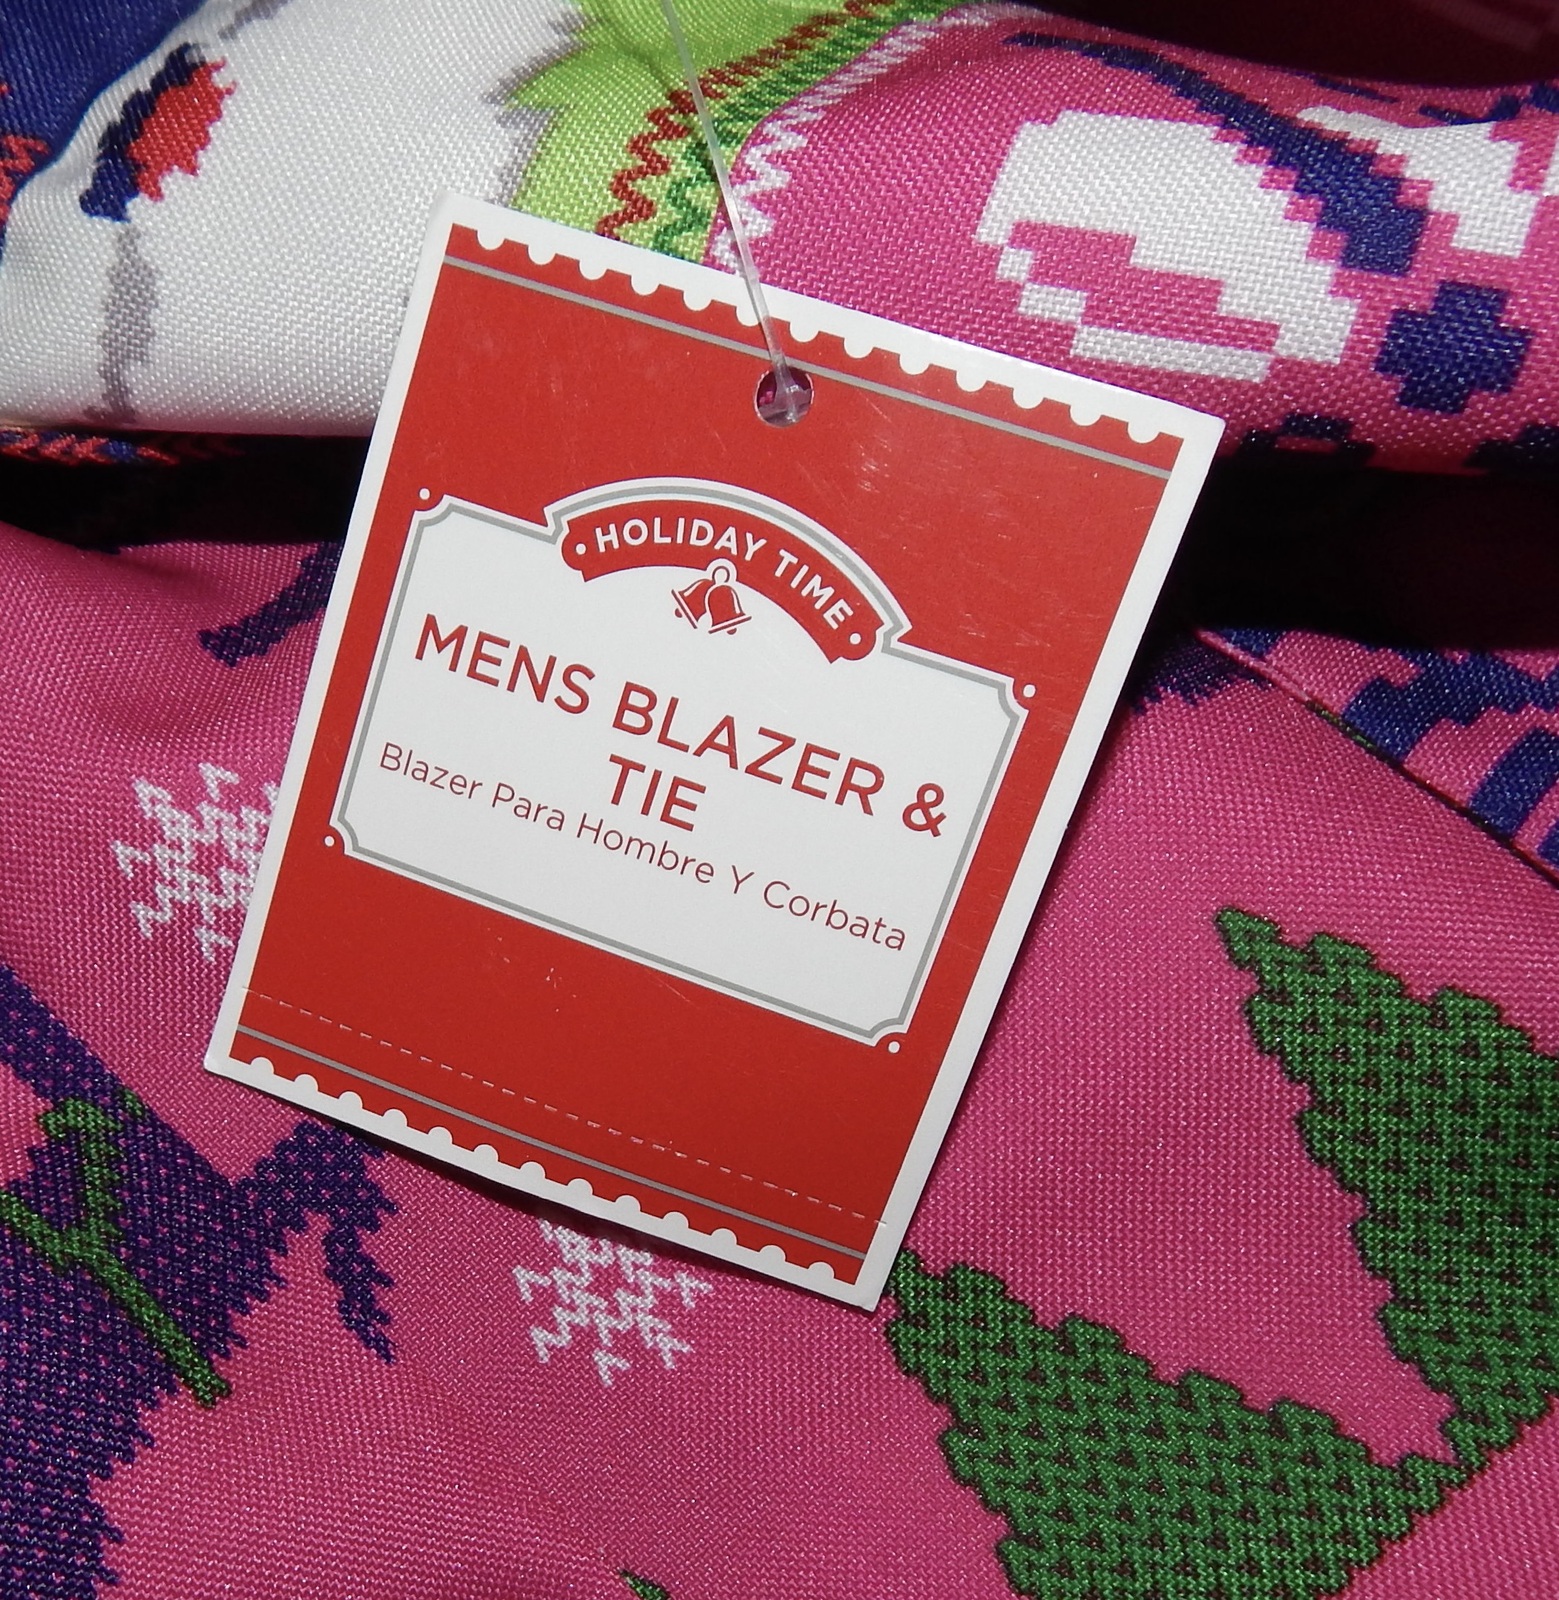 HOLIDAY TIME
MENS BLAZER &
TIE
Blazer Para Hombre Y Corbata